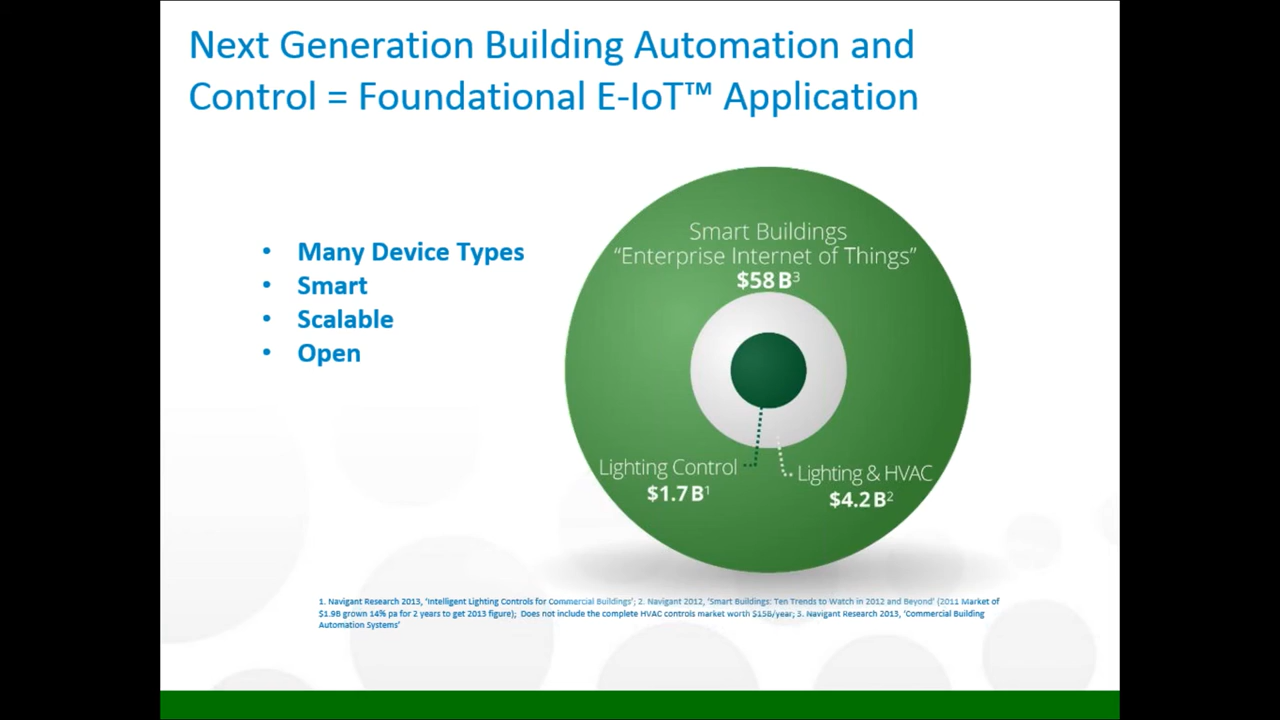 Next Generation Building Automation and
Control = Foundational E-IoT™ Application
• Many Device Types
• Smart
• Scalable
• Open
Smart Buildings
“Enterprise Internet of Things”
$58 B³
Lighting Control
$1.7 B¹
Lighting & HVAC
$4.2 B²
1. Navigant Research 2013, ‘Intelligent Lighting Controls for Commercial Buildings’; 2. Navigant 2012, ‘Smart Buildings: Ten Trends to Watch in 2012 and Beyond’ (2011 Market of
$1.9B grown 14% pa for 2 years to get 2013 figure); Does not include the complete HVAC controls market worth $15B/year; 3. Navigant Research 2013, ‘Commercial Building
Automation Systems’